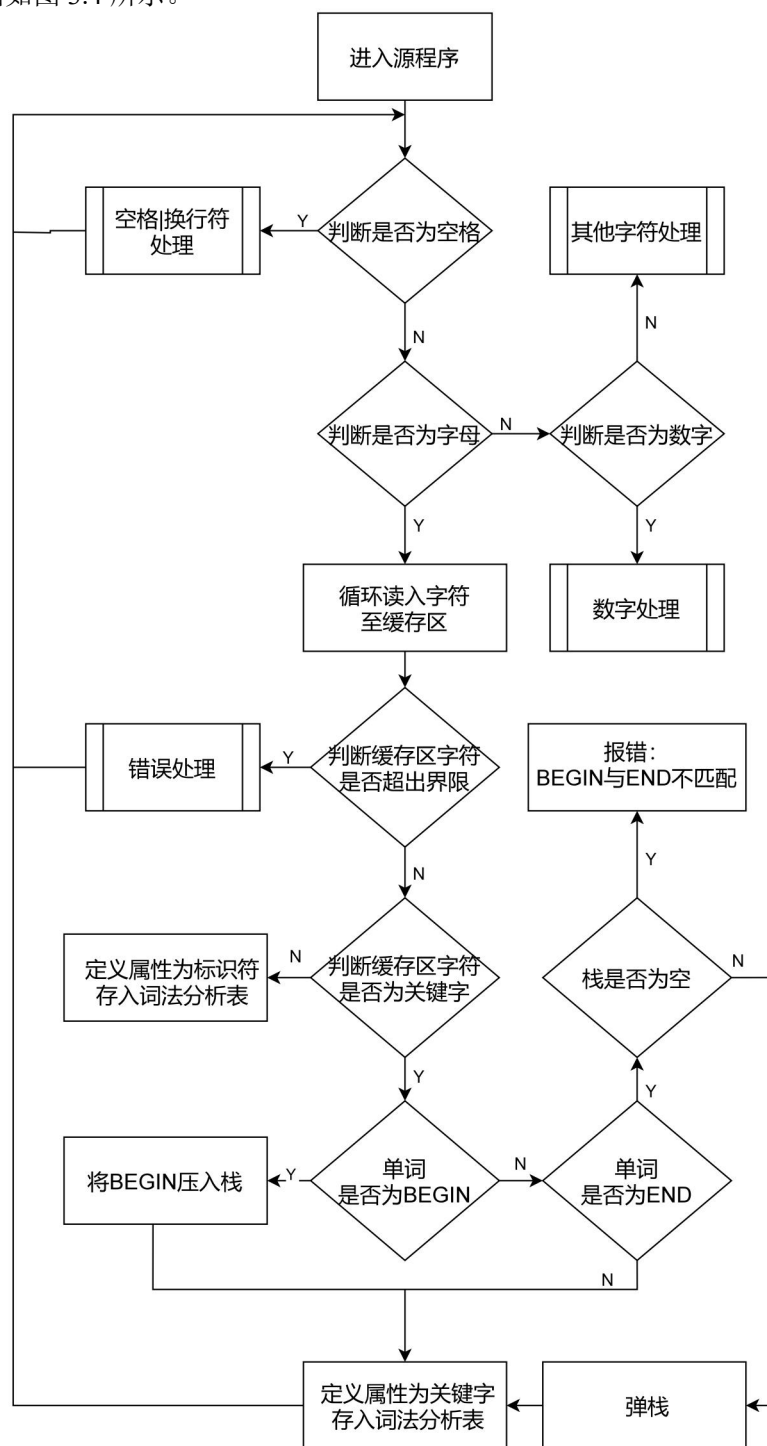 如图 3.4 所示。
进入源程序
空格|换行符
处理
Y
判断是否为空格
其他字符处理
N
N
判断是否为字母
N
判断是否为数字
Y
Y
循环读入字符
至缓存区
数字处理
错误处理
Y
判断缓存区字符
是否超出界限
报错：
BEGIN与END不匹配
N
Y
定义属性为标识符
存入词法分析表
N
判断缓存区字符
是否为关键字
栈是否为空
N
Y
Y
将BEGIN压入栈
Y
单词
是否为BEGIN
N
单词
是否为END
N
定义属性为关键字
存入词法分析表
弹栈